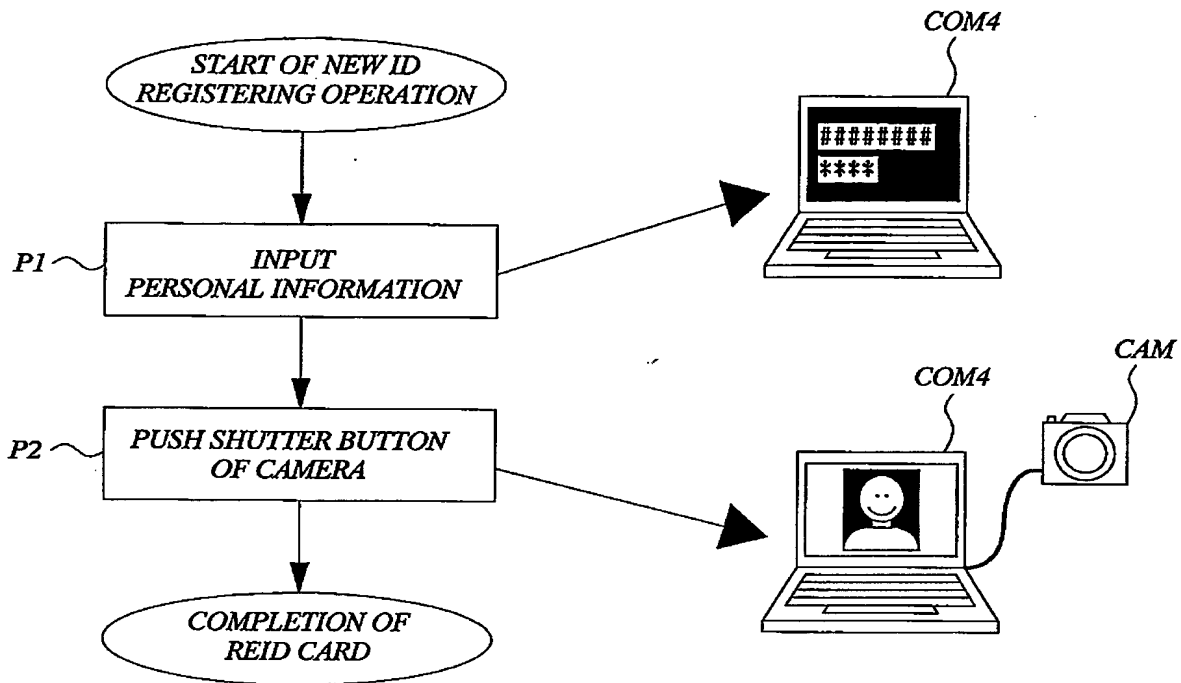 COM4
START OF NEW ID
REGISTERING OPERATION
########
****
P1
INPUT
PERSONAL INFORMATION
CAM
COM4
P2
PUSH SHUTTER BUTTON
OF CAMERA
COMPLETION OF
REID CARD